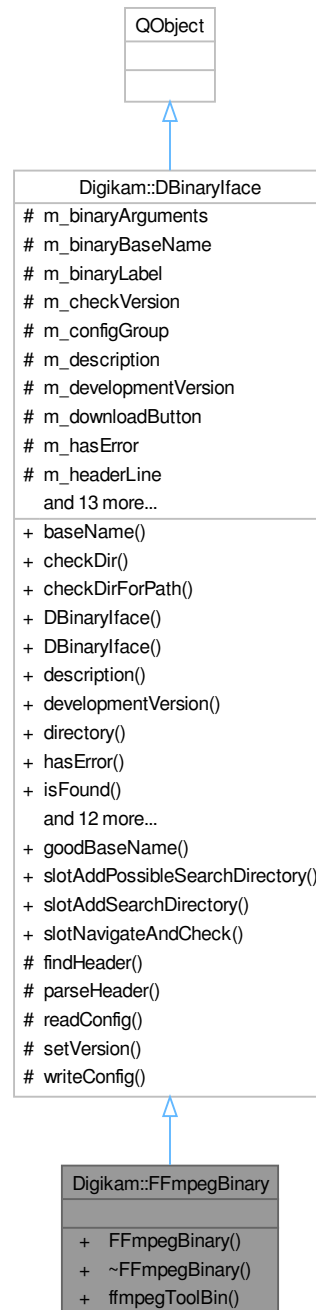 QObject
Digikam::DBinaryIface
# m_binaryArguments
# m_binaryBaseName
# m_binaryLabel
# m_checkVersion
# m_configGroup
# m_description
# m_developmentVersion
# m_downloadButton
# m_hasError
# m_headerLine
and 13 more...
+ baseName()
+ checkDir()
+ checkDirForPath()
+ DBinaryIface()
+ DBinaryIface()
+ description()
+ developmentVersion()
+ directory()
+ hasError()
+ isFound()
and 12 more...
+ goodBaseName()
+ slotAddPossibleSearchDirectory()
+ slotAddSearchDirectory()
+ slotNavigateAndCheck()
# findHeader()
# parseHeader()
# readConfig()
# setVersion()
# writeConfig()
Digikam::FFmpegBinary
+ FFmpegBinary()
+ ~FFmpegBinary()
+ ffmpegToolBin()